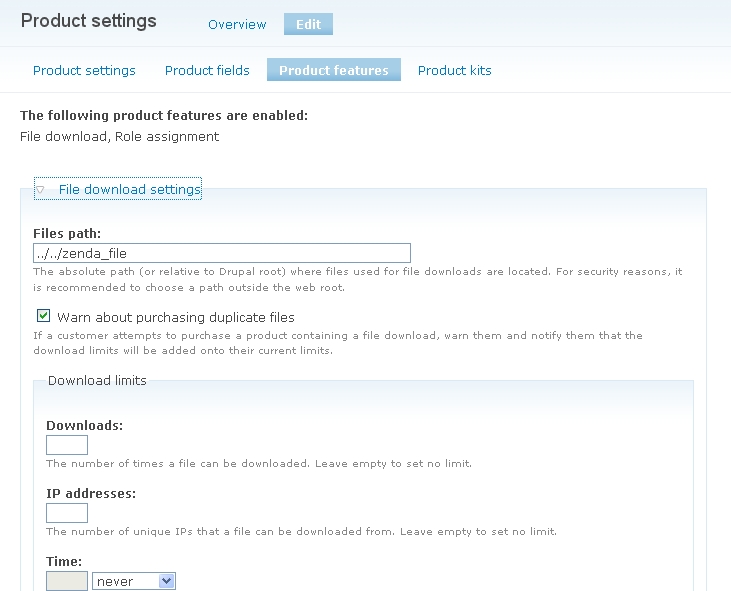 Product settings
Overview
Edit
Product settings
Product fields
Product features
Product kits
The following product features are enabled:
File download, Role assignment
File download settings
Files path:
../../zenda_file
The absolute path (or relative to Drupal root) where files used for file downloads are located. For security reasons, it
is recommended to choose a path outside the web root.
Warn about purchasing duplicate files
If a customer attempts to purchase a product containing a file download, warn them and notify them that the
download limits will be added onto their current limits.
Download limits
Downloads:
The number of times a file can be downloaded. Leave empty to set no limit.
IP addresses:
The number of unique IPs that a file can be downloaded from. Leave empty to set no limit.
Time:
never